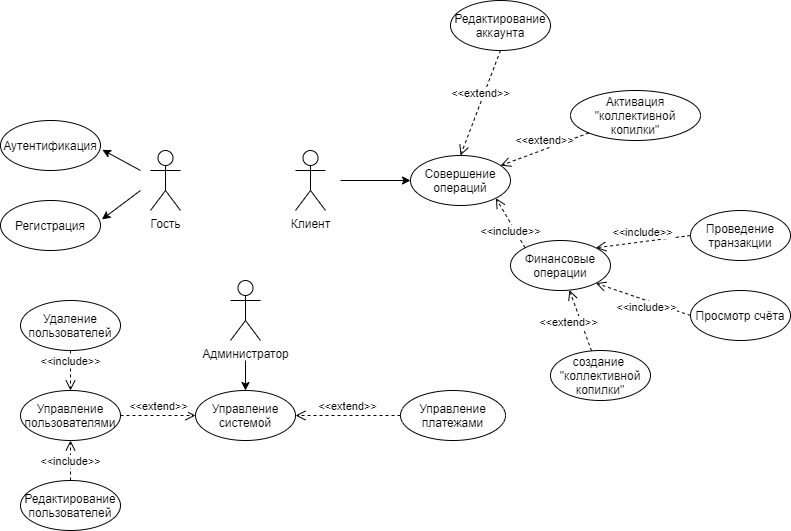 Редактирование
аккаунта
<<extend>>
Активация
"коллективной
копилки"
<<extend>>
Аутентификация
Совершение
операций
Регистрация
Гость
Клиент
<<include>>
<<include>>
Проведение
транзакции
Финансовые
операции
<<include>>
Просмотр счёта
<<extend>>
создание
"коллективной
копилки"
Удаление
пользователей
Администратор
<<include>>
Управление
пользователями
<<extend>>
Управление
системой
<<extend>>
Управление
платежами
<<include>>
Редактирование
пользователей